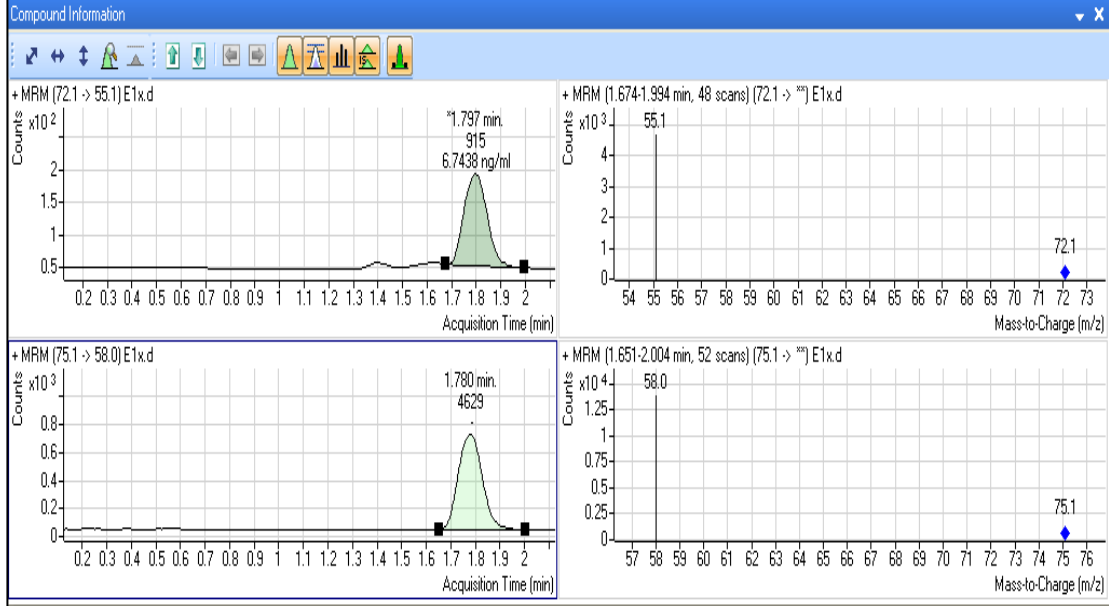 Compound Information
+ MRM (72.1 -> 55.1) E1x.d
Counts
x10 2
*1.797 min.
915
6.7438 ng/ml
2
1.5
1
0.5
0.2 0.3 0.4 0.5 0.6 0.7 0.8 0.9 1 1.1 1.2 1.3 1.4 1.5 1.6 1.7 1.8 1.9 2
Acquisition Time (min)
+ MRM (1.674-1.994 min, 48 scans) (72.1 -> **) E1x.d
Counts
x10 3
55.1
4
3
2
1
0
72.1
54 55 56 57 58 59 60 61 62 63 64 65 66 67 68 69 70 71 72 73
Mass-to-Charge (m/z)
+ MRM (75.1 -> 58.0) E1x.d
Counts
x10 3
1.780 min.
4629
0.8
0.6
0.4
0.2
0
0.2 0.3 0.4 0.5 0.6 0.7 0.8 0.9 1 1.1 1.2 1.3 1.4 1.5 1.6 1.7 1.8 1.9 2
Acquisition Time (min)
+ MRM (1.651-2.004 min, 52 scans) (75.1 -> **) E1x.d
Counts
x10 4
58.0
1.25
1
0.75
0.5
0.25
0
75.1
57 58 59 60 61 62 63 64 65 66 67 68 69 70 71 72 73 74 75 76
Mass-to-Charge (m/z)